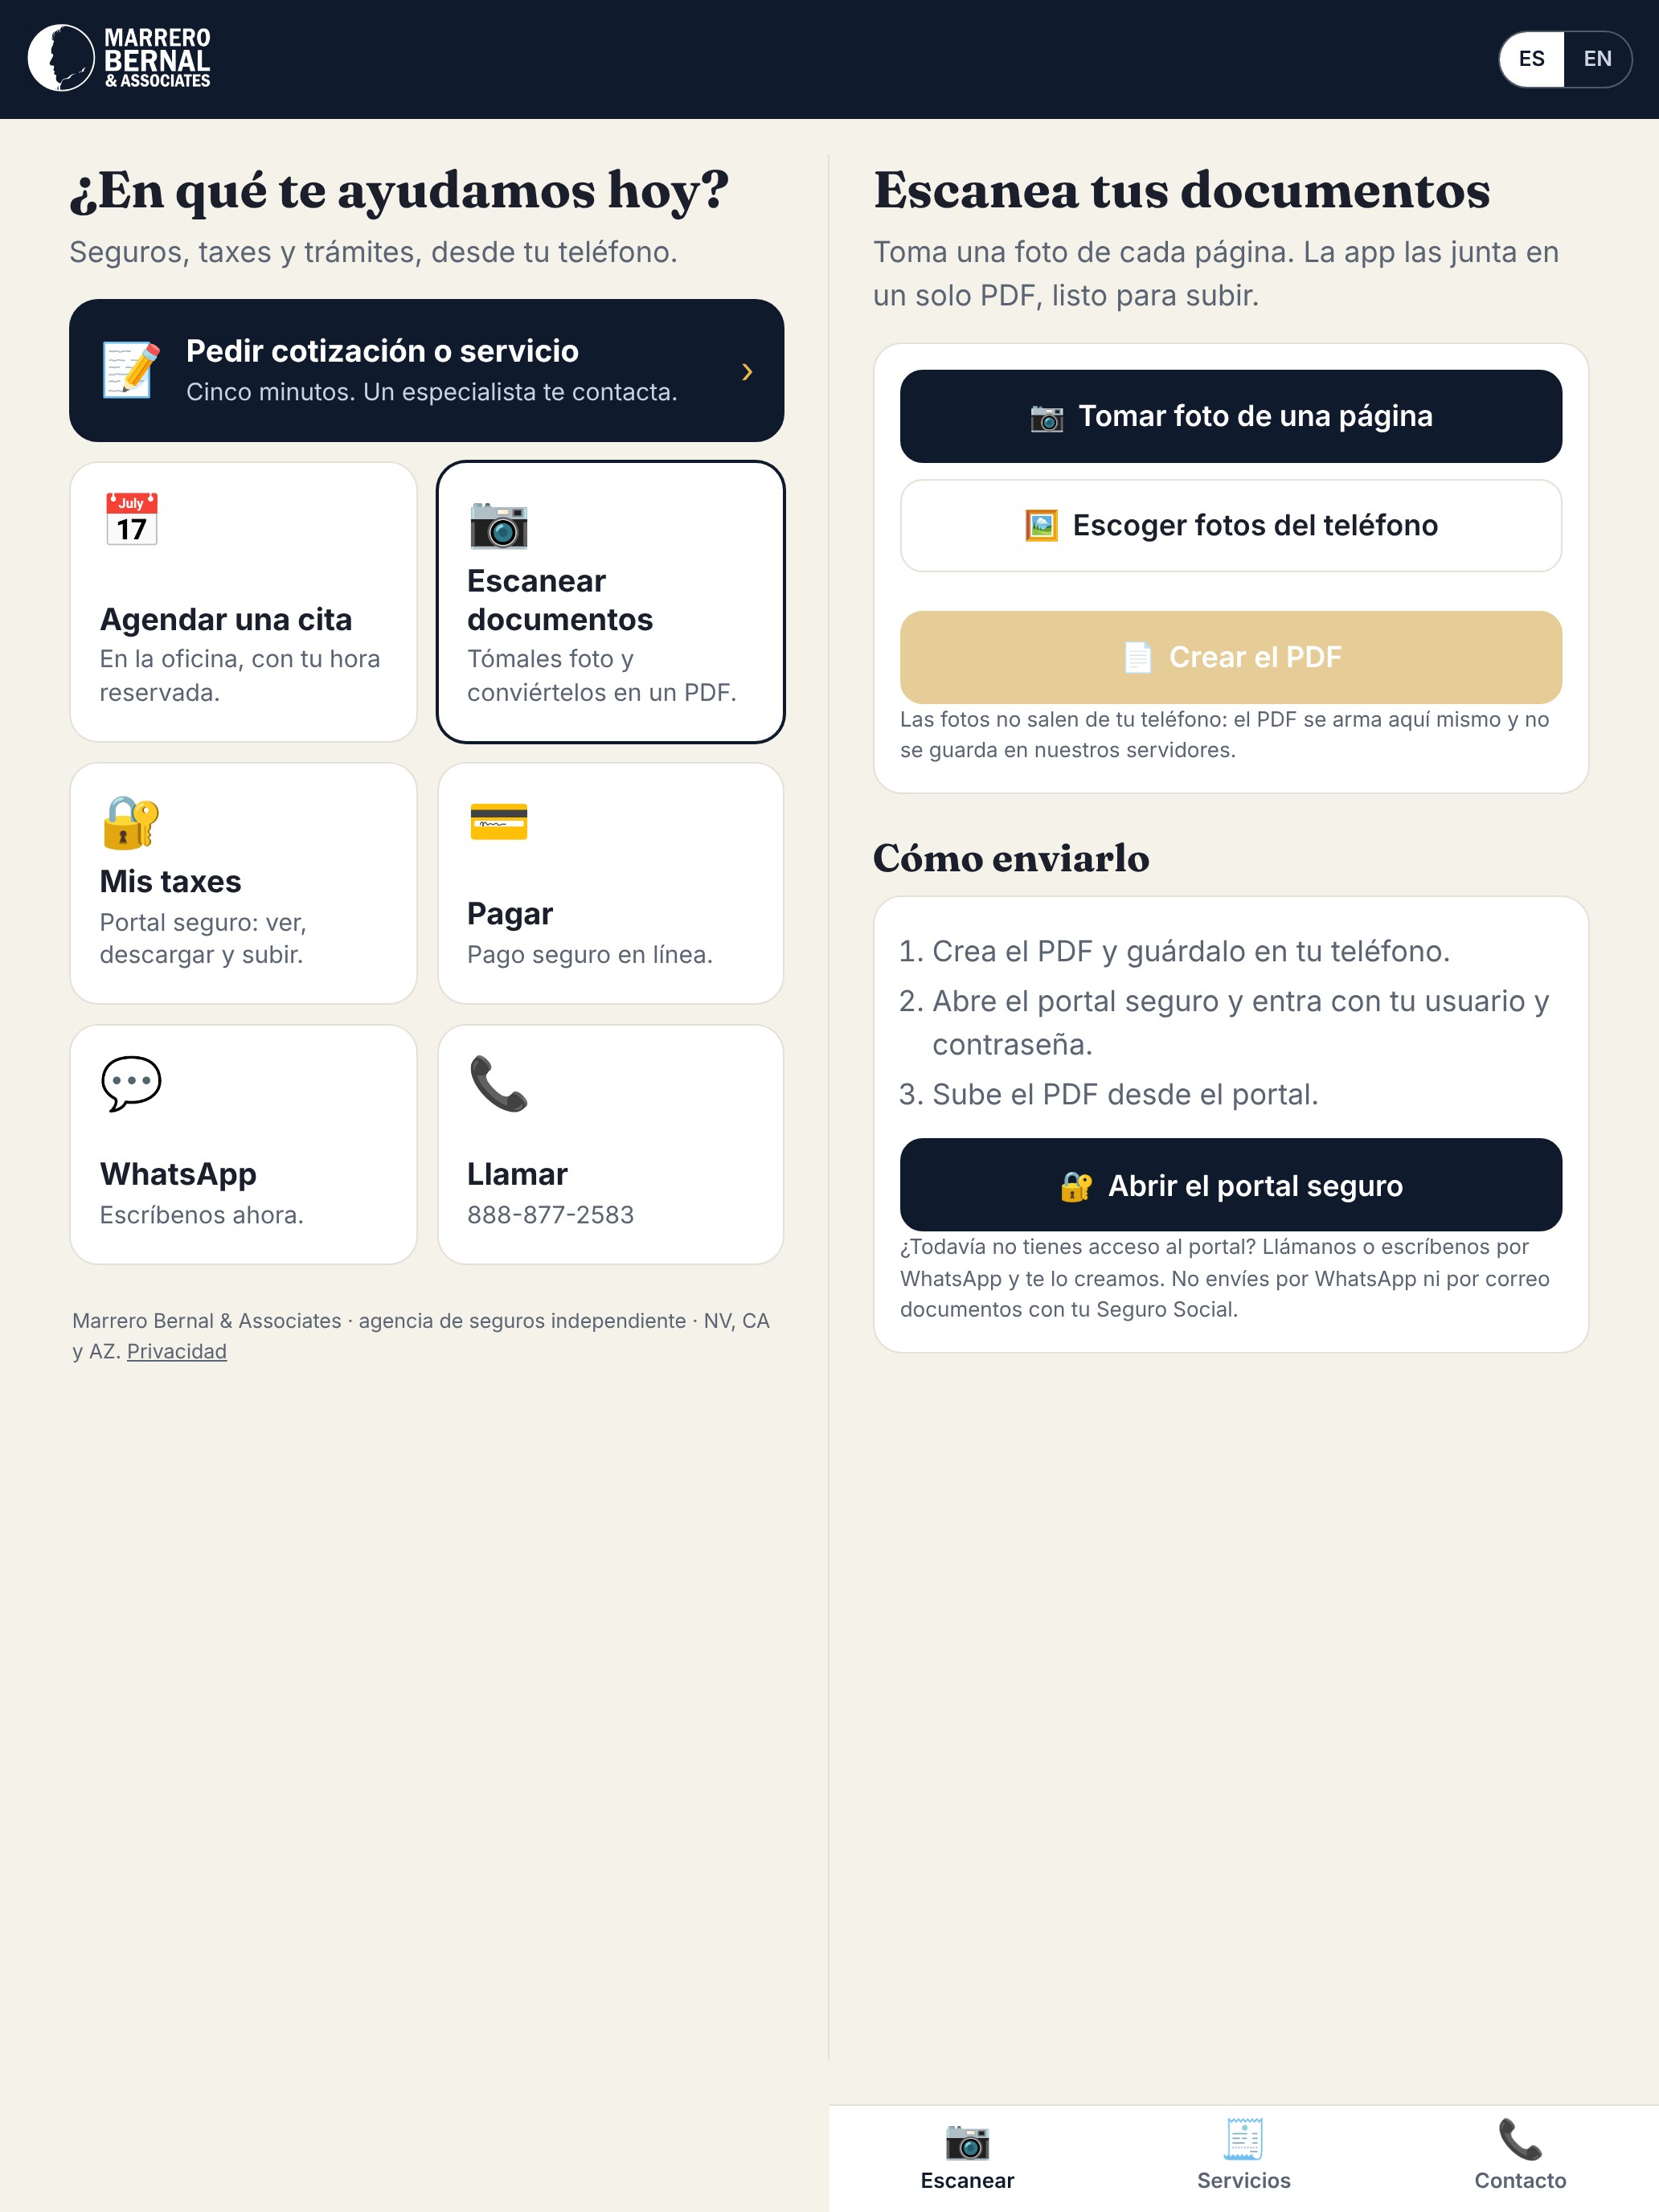 MARRERO
BERNAL
& ASSOCIATES
ES
EN
¿En qué te ayudamos hoy?
Seguros, taxes y trámites, desde tu teléfono.
Pedir cotización o servicio
Cinco minutos. Un especialista te contacta.
›
July
17
Agendar una cita
En la oficina, con tu hora
reservada.
Escanear
documentos
Tómales foto y
conviértelos en un PDF.
Mis taxes
Portal seguro: ver,
descargar y subir.
Pagar
Pago seguro en línea.
WhatsApp
Escríbenos ahora.
Llamar
888-877-2583
Marrero Bernal & Associates · agencia de seguros independiente · NV, CA
y AZ. Privacidad
Escanea tus documentos
Toma una foto de cada página. La app las junta en
un solo PDF, listo para subir.
Tomar foto de una página
Escoger fotos del teléfono
Crear el PDF
Las fotos no salen de tu teléfono: el PDF se arma aquí mismo y no
se guarda en nuestros servidores.
Cómo enviarlo
1. Crea el PDF y guárdalo en tu teléfono.
2. Abre el portal seguro y entra con tu usuario y
contraseña.
3. Sube el PDF desde el portal.
Abrir el portal seguro
¿Todavía no tienes acceso al portal? Llámanos o escríbenos por
WhatsApp y te lo creamos. No envíes por WhatsApp ni por correo
documentos con tu Seguro Social.
Escanear
Servicios
Contacto